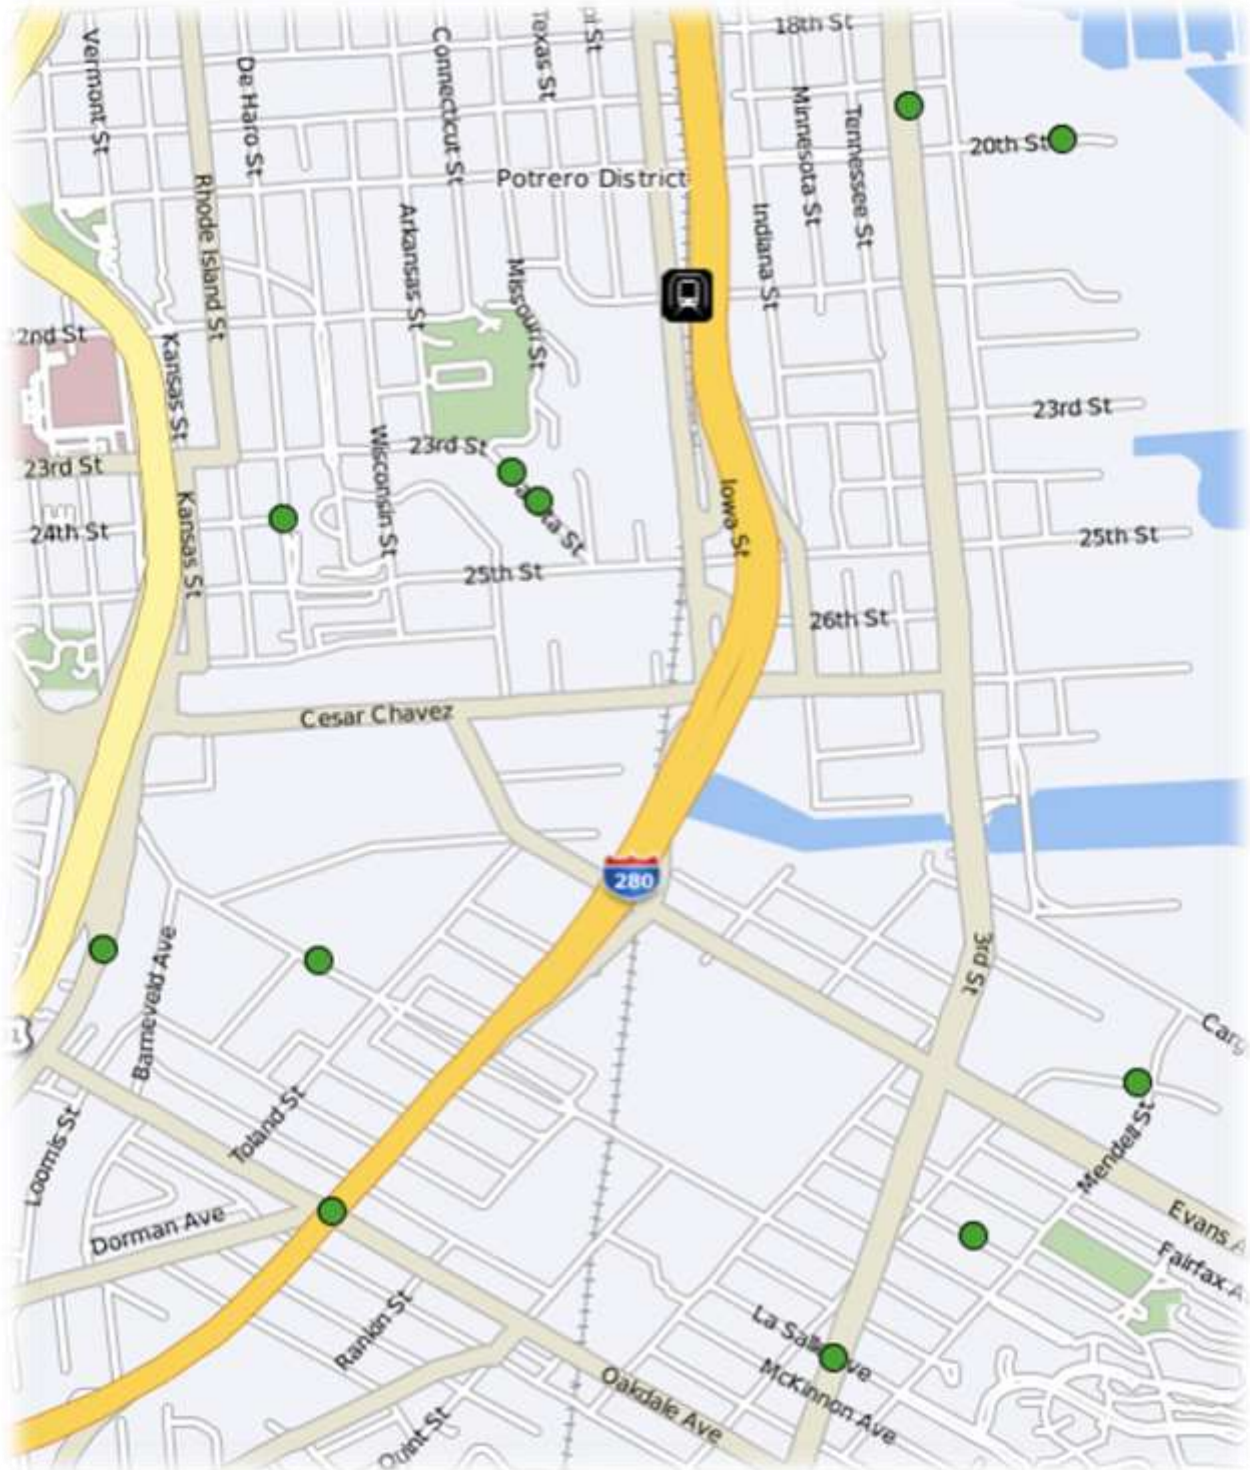 18th St
Vermont St
De Haro St
Connecticut St
Texas St
Minnesota St
Tennessee St
20th St
Potrero District
Rhode Island St
Arkansas St
Missouri St
Indiana St
22nd St
Kansas St
23rd St
23rd St
23rd St
Wisconsin St
Kansas St
24th St
Iowa St
25th St
25th St
26th St
Cesar Chavez
280
3rd St
Barneveld Ave
Loomis St
Toland St
Mendell St
Evans
Fairfax
Dorman Ave
Rankin St
La Salle Ave
McKinnon Ave
Oakdale Ave
Quint St